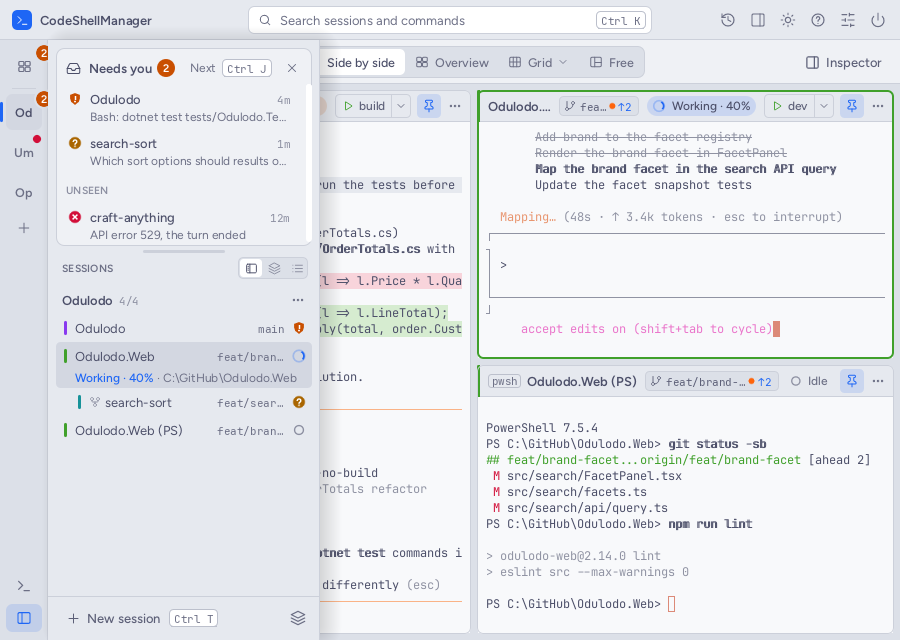 CodeShellManager
Search sessions and commands
Ctrl K
2
2
Od
Um
Op
Needs you 2 Next Ctrl J
Odulodo 4m
Bash: dotnet test tests/Odulodo.Te…
search-sort 1m
Which sort options should results o…
UNSEEN
craft-anything 12m
API error 529, the turn ended
SESSIONS
Odulodo 4/4
Odulodo main
Odulodo.Web feat/bran…
Working · 40% · C:\GitHub\Odulodo.Web
search-sort feat/sear…
Odulodo.Web (PS) feat/bran…
New session Ctrl T
Side by side
Overview
Grid
Free
Inspector
build
run the tests before
erTotals.cs)
/OrderTotals.cs with
(l => l.Price * l.Qua
(l => l.LineTotal);
ply(total, order.Cust
ution.
no-build
rTotals refactor
otnet test commands i
differently (esc)
Odulodo.… fea… ↑2 Working · 40% dev
Add brand to the facet registry
Render the brand facet in FacetPanel
Map the brand facet in the search API query
Update the facet snapshot tests
Mapping… (48s · ↑ 3.4k tokens · esc to interrupt)
>
accept edits on (shift+tab to cycle)
pwsh Odulodo.Web (PS) feat/brand-… ↑2 Idle
PowerShell 7.5.4
PS C:\GitHub\Odulodo.Web> git status -sb
## feat/brand-facet...origin/feat/brand-facet [ahead 2]
M src/search/FacetPanel.tsx
M src/search/facets.ts
M src/search/api/query.ts
PS C:\GitHub\Odulodo.Web> npm run lint
> odulodo-web@2.14.0 lint
> eslint src --max-warnings 0
PS C:\GitHub\Odulodo.Web>